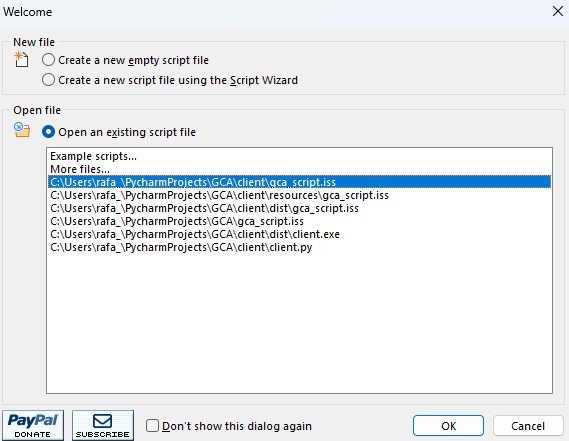 Welcome
New file
Create a new empty script file
Create a new script file using the Script Wizard
Open file
Open an existing script file
Example scripts...
More files...
C:\Users\rafa_\PycharmProjects\GCA\client\gca_script.iss
C:\Users\rafa_\PycharmProjects\GCA\client\resources\gca_script.iss
C:\Users\rafa_\PycharmProjects\GCA\client\dist\gca_script.iss
C:\Users\rafa_\PycharmProjects\GCA\gca_script.iss
C:\Users\rafa_\PycharmProjects\GCA\client\dist\client.exe
C:\Users\rafa_\PycharmProjects\GCA\client\client.py
PayPal
DONATE
SUBSCRIBE
Don't show this dialog again
OK
Cancel